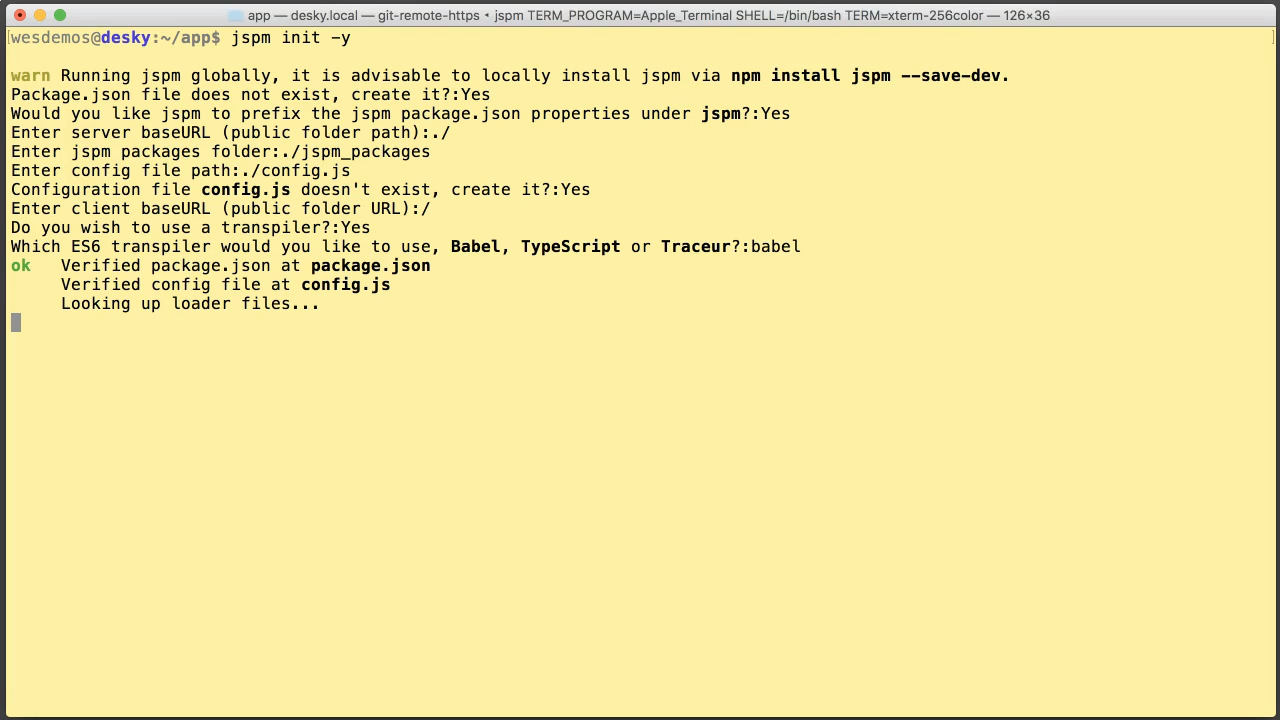 app — desky.local — git-remote-https ◂ jspm TERM_PROGRAM=Apple_Terminal SHELL=/bin/bash TERM=xterm-256color — 126×36
[wesdemos@desky:~/app$ jspm init -y ]
warn Running jspm globally, it is advisable to locally install jspm via npm install jspm --save-dev.
Package.json file does not exist, create it?:Yes
Would you like jspm to prefix the jspm package.json properties under jspm?:Yes
Enter server baseURL (public folder path):./
Enter jspm packages folder:./jspm_packages
Enter config file path:./config.js
Configuration file config.js doesn't exist, create it?:Yes
Enter client baseURL (public folder URL):/
Do you wish to use a transpiler?:Yes
Which ES6 transpiler would you like to use, Babel, TypeScript or Traceur?:babel
ok   Verified package.json at package.json
     Verified config file at config.js
     Looking up loader files...